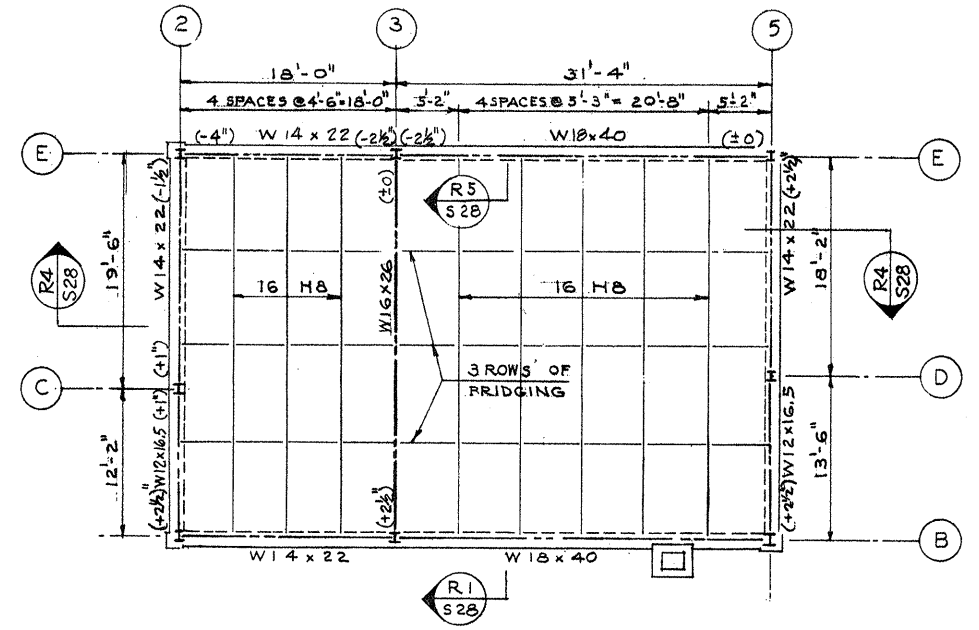 2 3 5
18'-0" 31'-4"
4 SPACES @ 4'-6"=18'-0" 5'-2" 4 SPACES @ 5'-3" = 20'-8" 5'-2"
(-4") W 14 x 22 (-2½") (-2½") W18x40 (±0)
E E
W14 x 22 (-1½")
(±0)
W14 x 22 (+2½")
R5
S28
19'-6"
18'-2"
R4
S28
R4
S28
16 H8 16 H8
W16x26
3 ROWS' OF
BRIDGING
(+1")
C D
12'-2"
(+2½") W12x16.5 (+1")
(+2½")
(+2½") W12x16.5
13'-6"
B
W14 x 22 W18 x 40
R1
S28